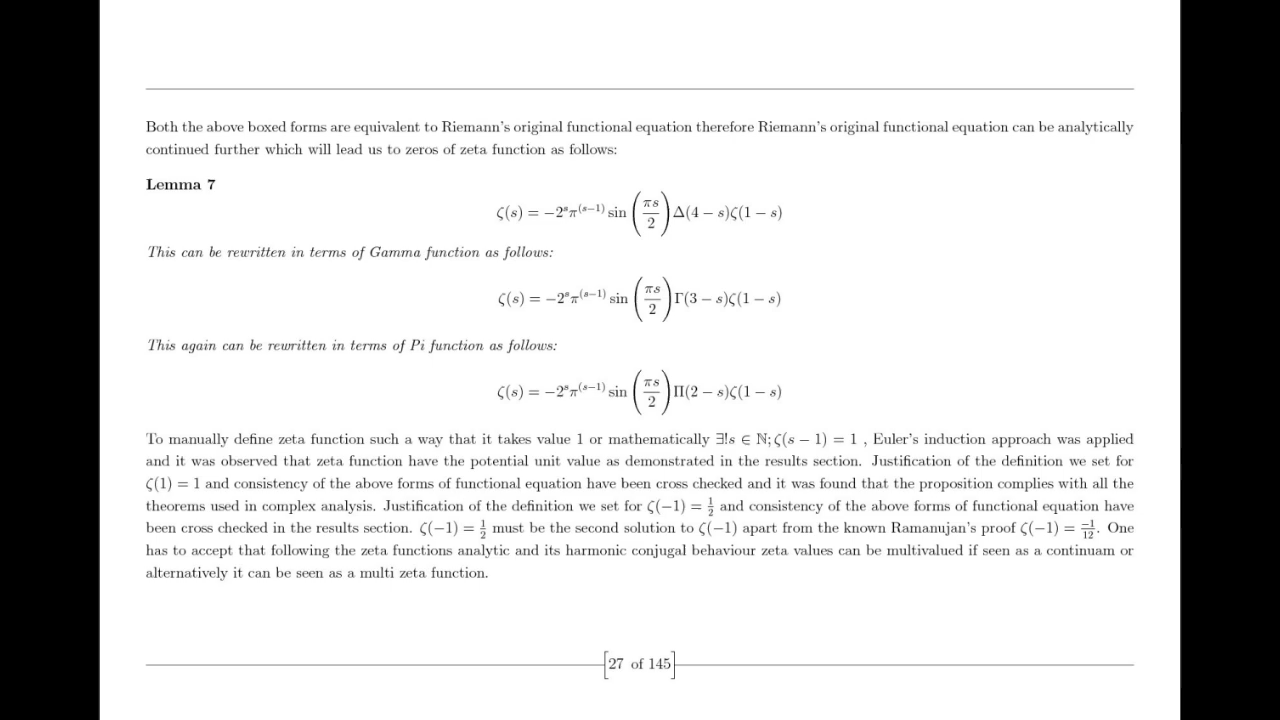 Both the above boxed forms are equivalent to Riemann's original functional equation therefore Riemann's original functional equation can be analytically
continued further which will lead us to zeros of zeta function as follows:
Lemma 7
ζ(s) = −2^s π^(s−1) sin (πs/2) Δ(4 − s)ζ(1 − s)
This can be rewritten in terms of Gamma function as follows:
ζ(s) = −2^s π^(s−1) sin (πs/2) Γ(3 − s)ζ(1 − s)
This again can be rewritten in terms of Pi function as follows:
ζ(s) = −2^s π^(s−1) sin (πs/2) Π(2 − s)ζ(1 − s)
To manually define zeta function such a way that it takes value 1 or mathematically ∃!s ∈ ℕ; ζ(s − 1) = 1 , Euler's induction approach was applied
and it was observed that zeta function have the potential unit value as demonstrated in the results section. Justification of the definition we set for
ζ(1) = 1 and consistency of the above forms of functional equation have been cross checked and it was found that the proposition complies with all the
theorems used in complex analysis. Justification of the definition we set for ζ(−1) = 1/2 and consistency of the above forms of functional equation have
been cross checked in the results section. ζ(−1) = 1/2 must be the second solution to ζ(−1) apart from the known Ramanujan's proof ζ(−1) = −1/12. One
has to accept that following the zeta functions analytic and its harmonic conjugal behaviour zeta values can be multivalued if seen as a continuam or
alternatively it can be seen as a multi zeta function.
[27 of 145]